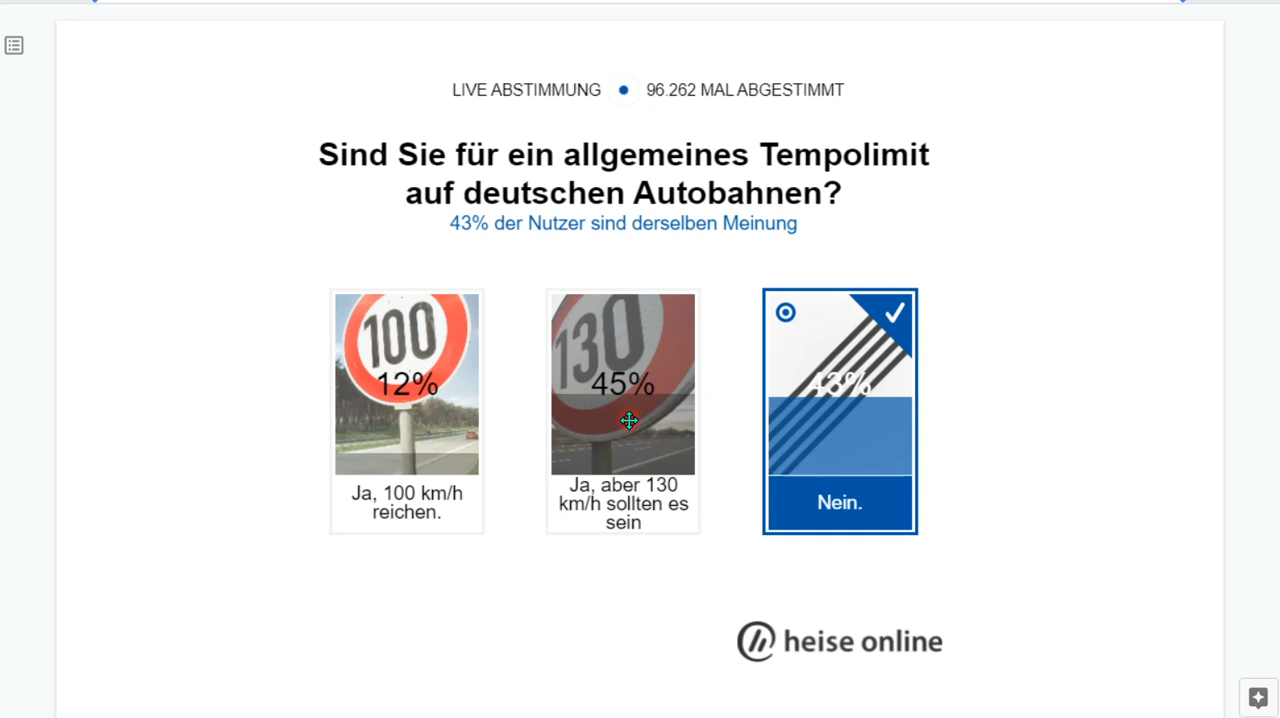 LIVE ABSTIMMUNG
96.262 MAL ABGESTIMMT
Sind Sie für ein allgemeines Tempolimit
auf deutschen Autobahnen?
43% der Nutzer sind derselben Meinung
100
12%
Ja, 100 km/h
reichen.
130
45%
Ja, aber 130
km/h sollten es
sein
43%
Nein.
heise online